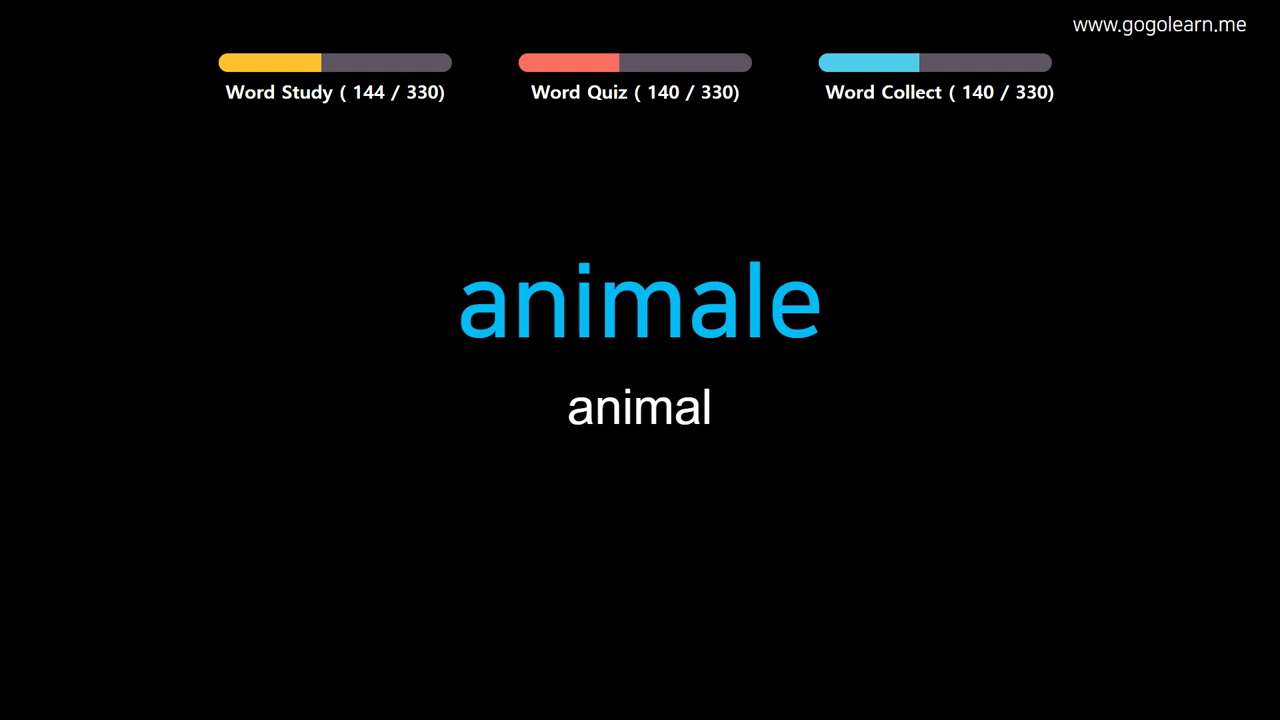 www.gogolearn.me
Word Study ( 144 / 330)
Word Quiz ( 140 / 330)
Word Collect ( 140 / 330)
animale
animal